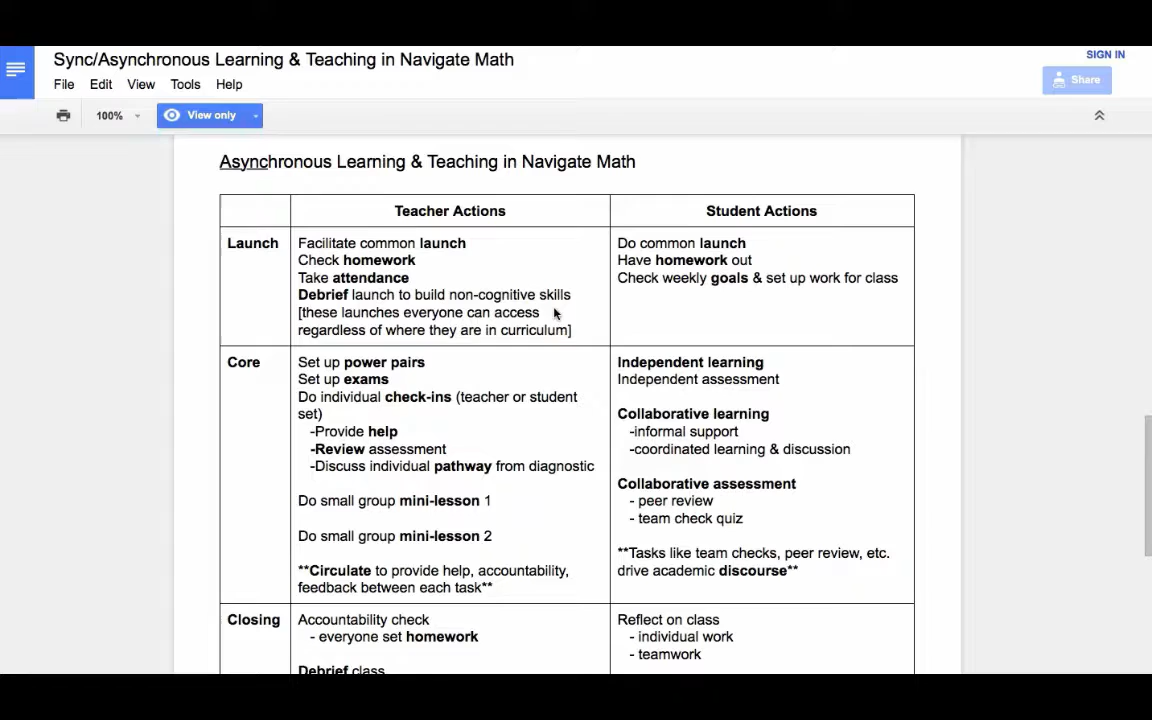 Sync/Asynchronous Learning & Teaching in Navigate Math
SIGN IN
File Edit View Tools Help
Share
100%
View only
Asynchronous Learning & Teaching in Navigate Math
Teacher Actions
Student Actions
Launch
Facilitate common launch
Check homework
Take attendance
Debrief launch to build non-cognitive skills
[these launches everyone can access
regardless of where they are in curriculum]
Do common launch
Have homework out
Check weekly goals & set up work for class
Core
Set up power pairs
Set up exams
Do individual check-ins (teacher or student
set)
-Provide help
-Review assessment
-Discuss individual pathway from diagnostic
Do small group mini-lesson 1
Do small group mini-lesson 2
**Circulate to provide help, accountability,
feedback between each task**
Independent learning
Independent assessment
Collaborative learning
-informal support
-coordinated learning & discussion
Collaborative assessment
- peer review
- team check quiz
**Tasks like team checks, peer review, etc.
drive academic discourse**
Closing
Accountability check
- everyone set homework
Debrief class
Reflect on class
- individual work
- teamwork